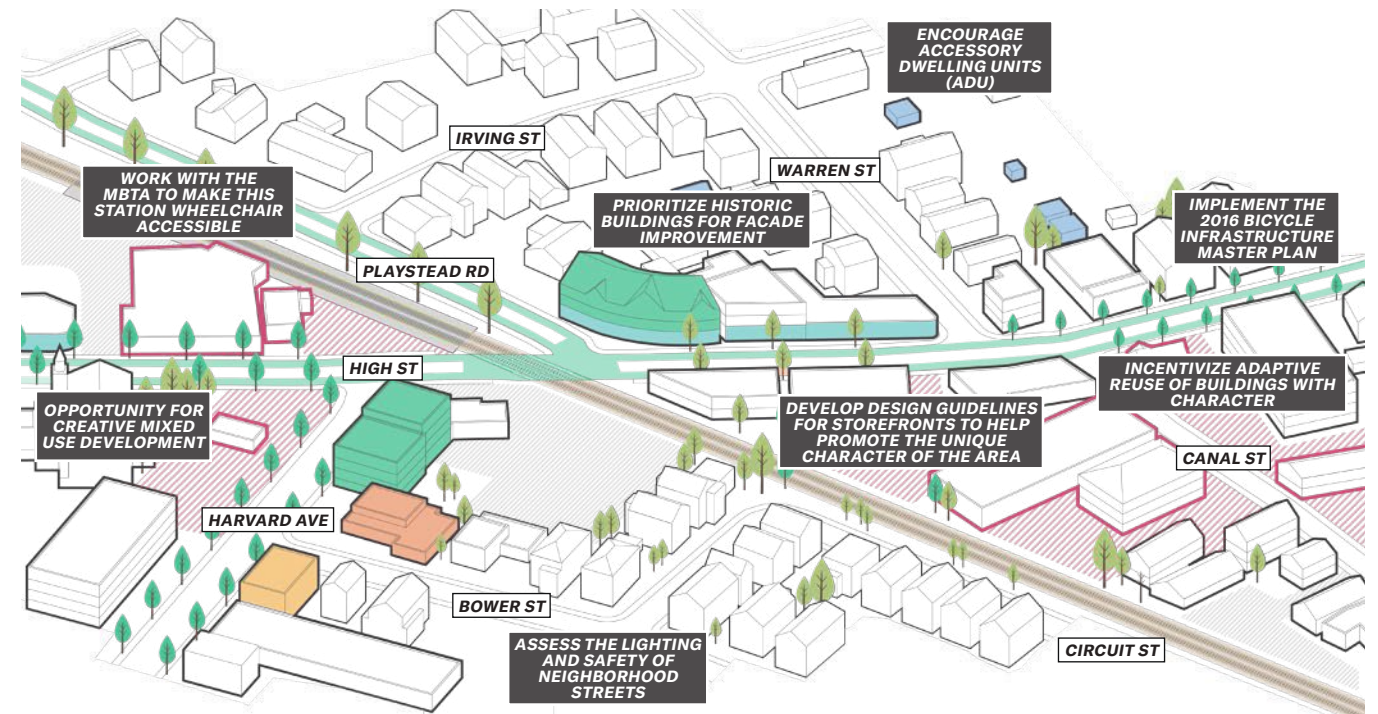 ENCOURAGE
ACCESSORY
DWELLING UNITS
(ADU)
IRVING ST
WARREN ST
WORK WITH THE
MBTA TO MAKE THIS
STATION WHEELCHAIR
ACCESSIBLE
PRIORITIZE HISTORIC
BUILDINGS FOR FACADE
IMPROVEMENT
IMPLEMENT THE
2016 BICYCLE
INFRASTRUCTURE
MASTER PLAN
PLAYSTEAD RD
HIGH ST
INCENTIVIZE ADAPTIVE
REUSE OF BUILDINGS WITH
CHARACTER
OPPORTUNITY FOR
CREATIVE MIXED
USE DEVELOPMENT
DEVELOP DESIGN GUIDELINES
FOR STOREFRONTS TO HELP
PROMOTE THE UNIQUE
CHARACTER OF THE AREA
CANAL ST
HARVARD AVE
BOWER ST
ASSESS THE LIGHTING
AND SAFETY OF
NEIGHBORHOOD
STREETS
CIRCUIT ST